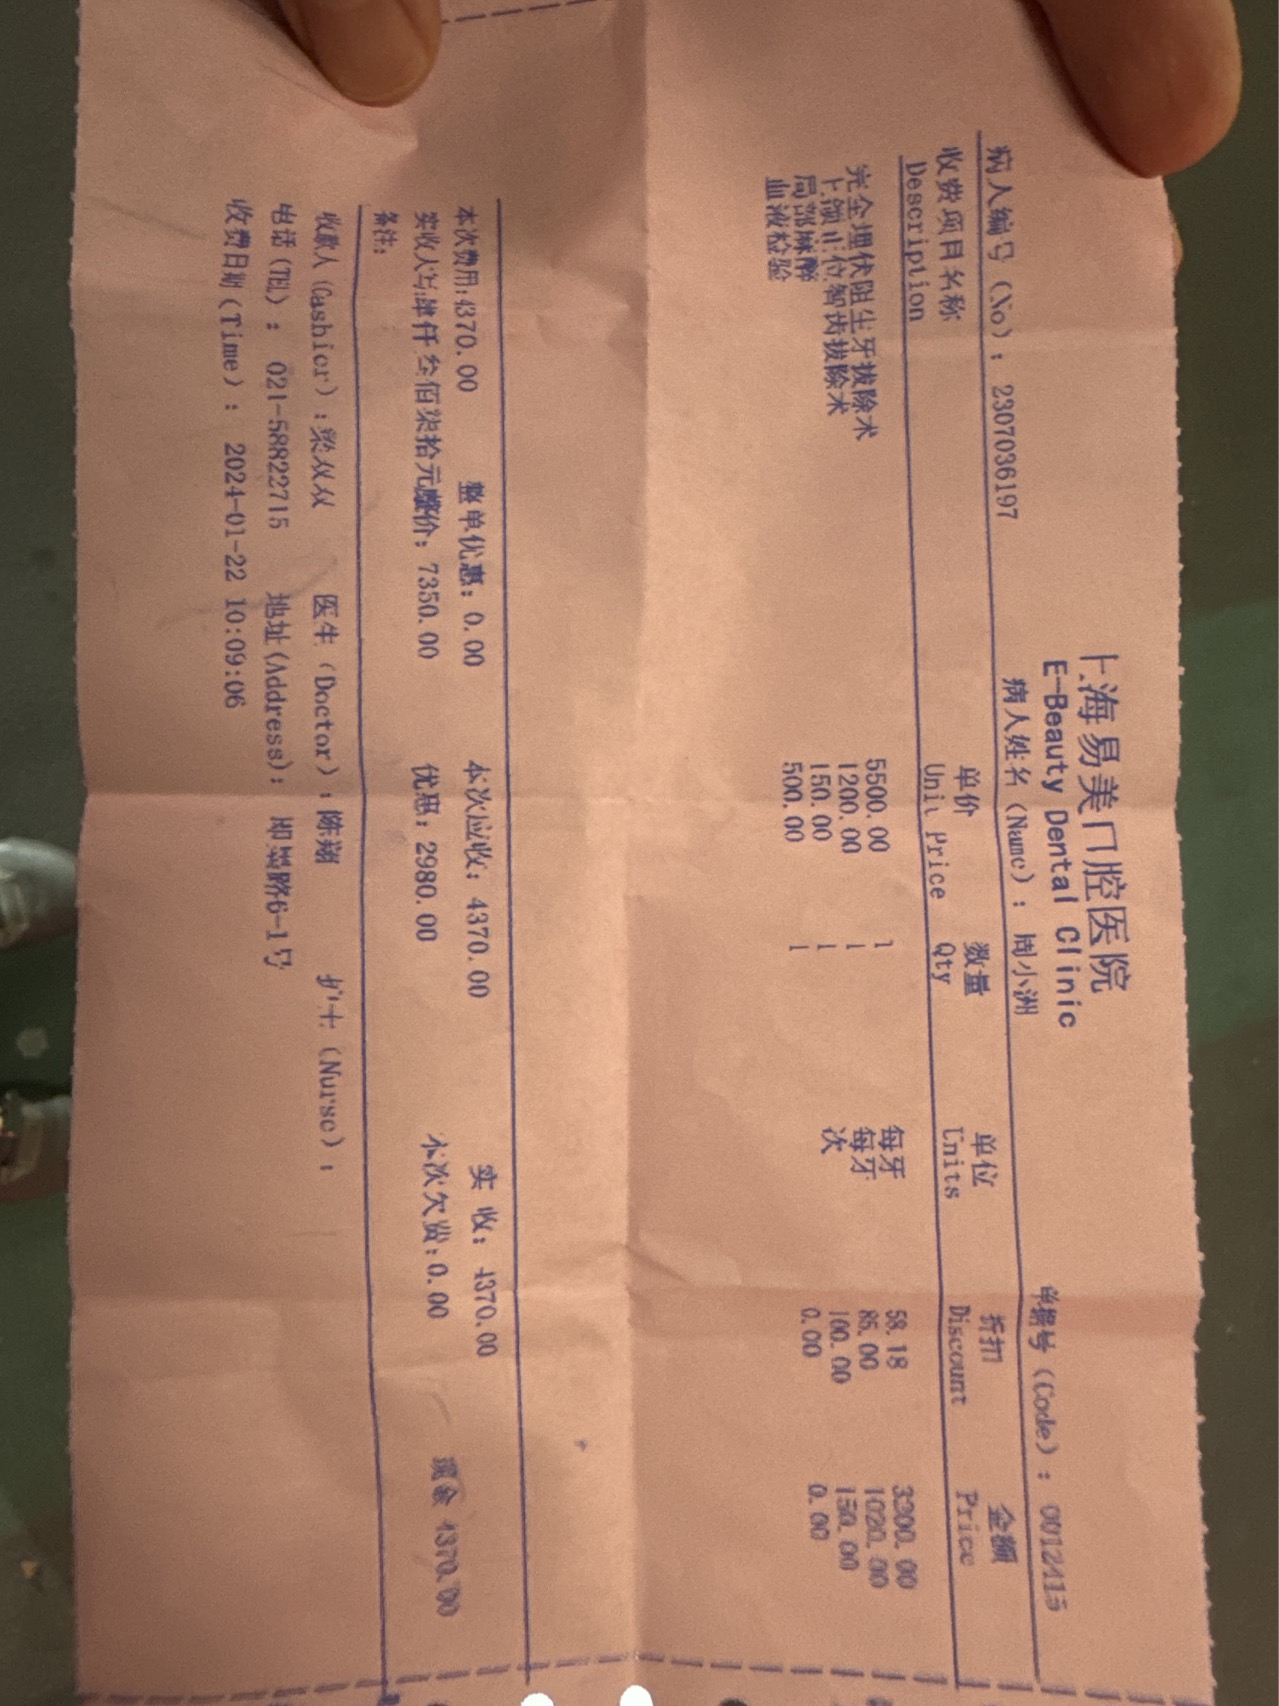 上海易美口腔医院
E-Beauty Dental Clinic
病人编号(No): 2307036197 病人姓名(Name): 周小洲 单据号(Code): 0012415
收费项目名称 单价 数量 单位 折扣 金额
Description Unit Price Qty Units Discount Price
完全埋伏阻生牙拔除术 5500.00 1 每牙 58.18 3200.00
上颌正位智齿拔除术 1200.00 1 每牙 85.00 1020.00
局部麻醉 150.00 1 次 100.00 150.00
血液检验 500.00 1 0.00 0.00
本次费用:4370.00 整单优惠: 0.00 本次应收: 4370.00 实 收: 4370.00
实收大写:肆仟叁佰柒拾元整 价: 7350.00 优惠: 2980.00 本次欠费:0.00 现金 4370.00
备注:
收款人(Cashier):梁双双 医生(Doctor):陈翔 护士(Nurse):
电话(TEL): 021-58822715 地址(Address): 即墨路6-1号
收费日期(Time): 2024-01-22 10:09:06